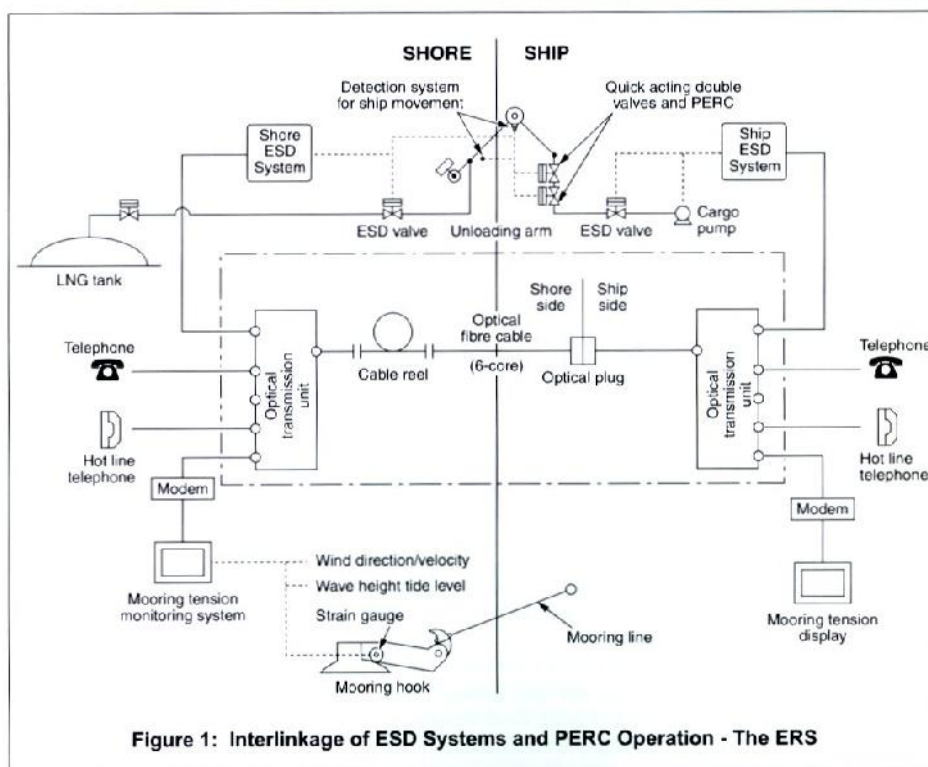 SHORE
SHIP
Detection system
for ship movement
Quick acting double
valves and PERC
Shore
ESD
System
Ship
ESD
System
ESD valve
Unloading arm
ESD valve
Cargo
pump
LNG tank
Shore
side
Ship
side
Telephone
Optical
transmission
unit
Cable reel
Optical
fibre cable
(6-core)
Optical plug
Optical
transmission
unit
Telephone
Hot line
telephone
Hot line
telephone
Modem
Modem
Mooring tension
monitoring system
Wind direction/velocity
Wave height tide level
Strain gauge
Mooring hook
Mooring line
Mooring tension
display
Figure 1: Interlinkage of ESD Systems and PERC Operation - The ERS